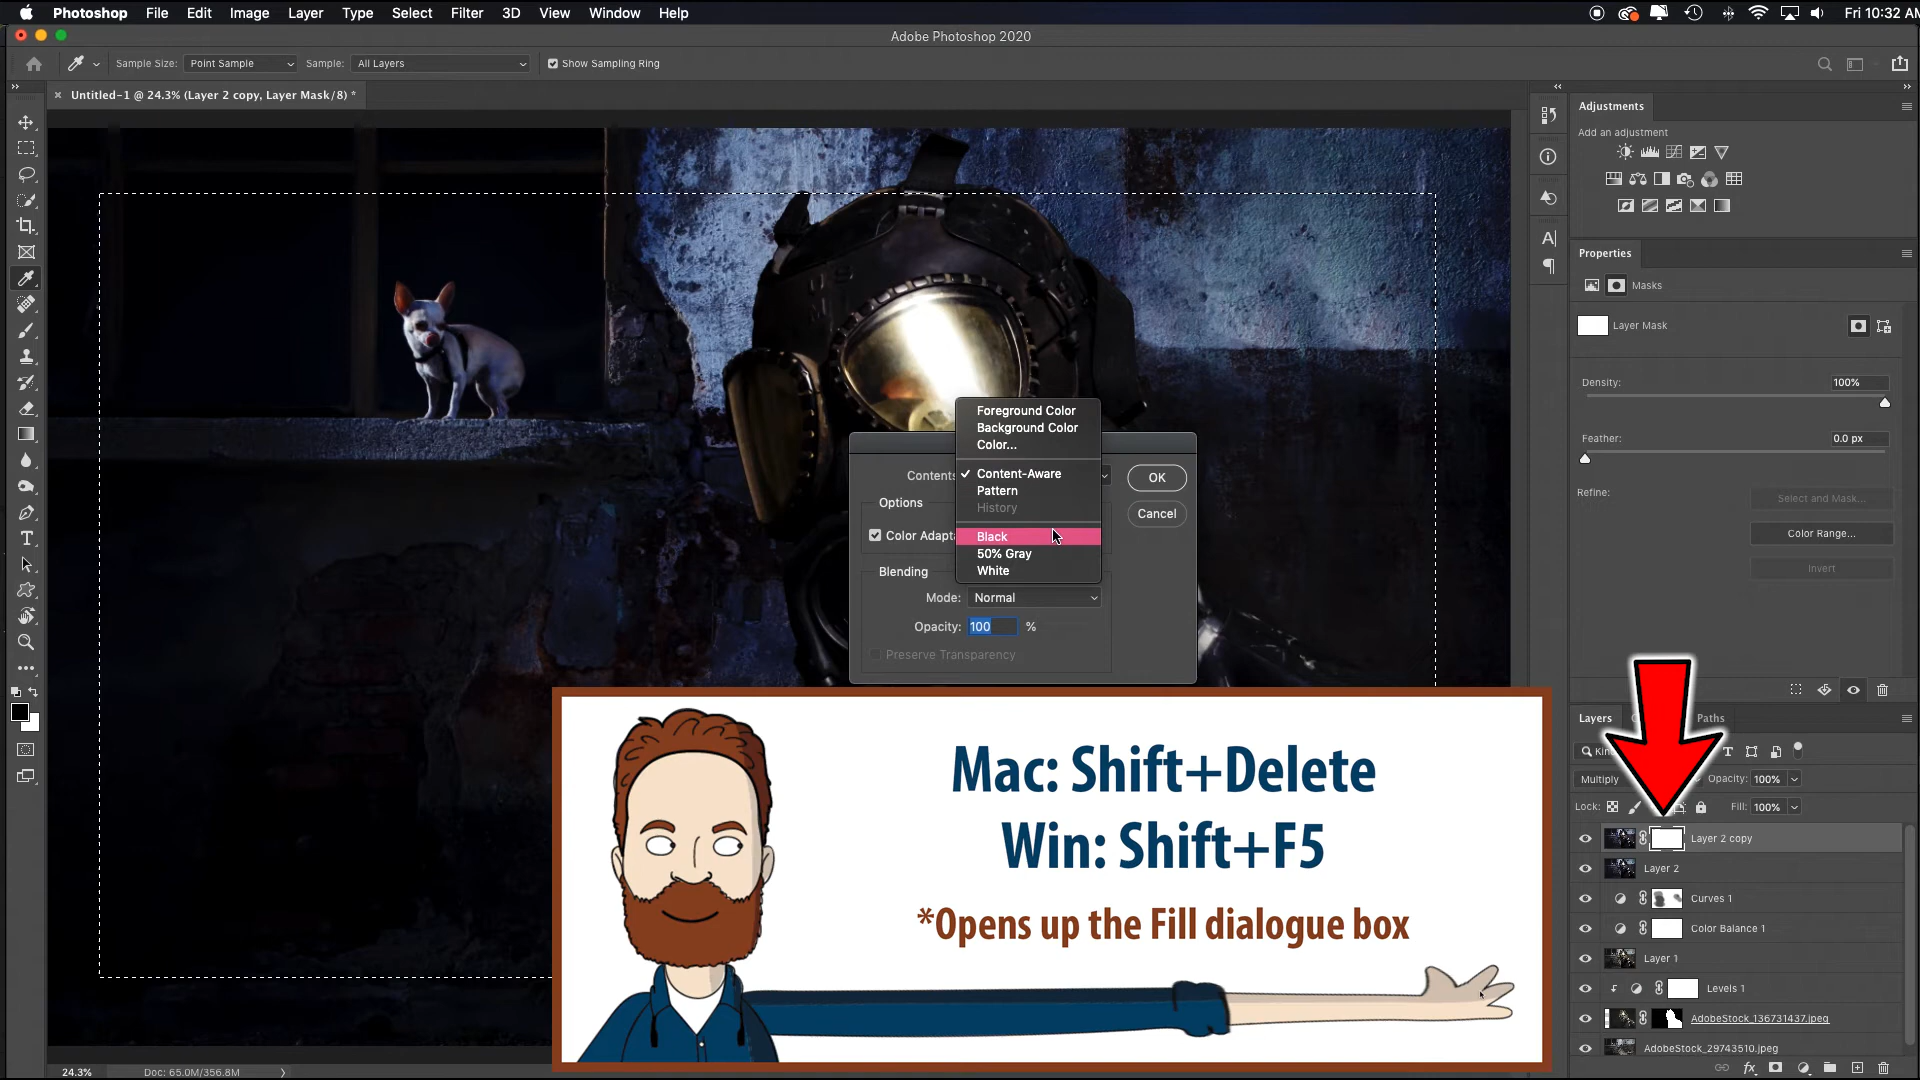 Photoshop File Edit Image Layer Type Select Filter 3D View Window Help Fri 10:32 AM
Adobe Photoshop 2020
Sample Size: Point Sample Sample: All Layers Show Sampling Ring
Untitled-1 @ 24.3% (Layer 2 copy, Layer Mask/8) *
Adjustments
Add an adjustment
Properties
Masks
Layer Mask
Density: 100%
Feather: 0.0 px
Refine:
Select and Mask...
Color Range...
Invert
Foreground Color
Background Color
Color...
Contents
Content-Aware
OK
Pattern
Options
History
Cancel
Color Adapta
Black
50% Gray
Blending
White
Mode: Normal
Opacity: 100 %
Preserve Transparency
Mac: Shift+Delete
Win: Shift+F5
*Opens up the Fill dialogue box
Layers Paths
Multiply Opacity: 100%
Lock: Fill: 100%
Layer 2 copy
Layer 2
Curves 1
Color Balance 1
Layer 1
Levels 1
AdobeStock_136731437.jpeg
AdobeStock_29743510.jpeg
24.3% Doc: 65.0M/356.8M